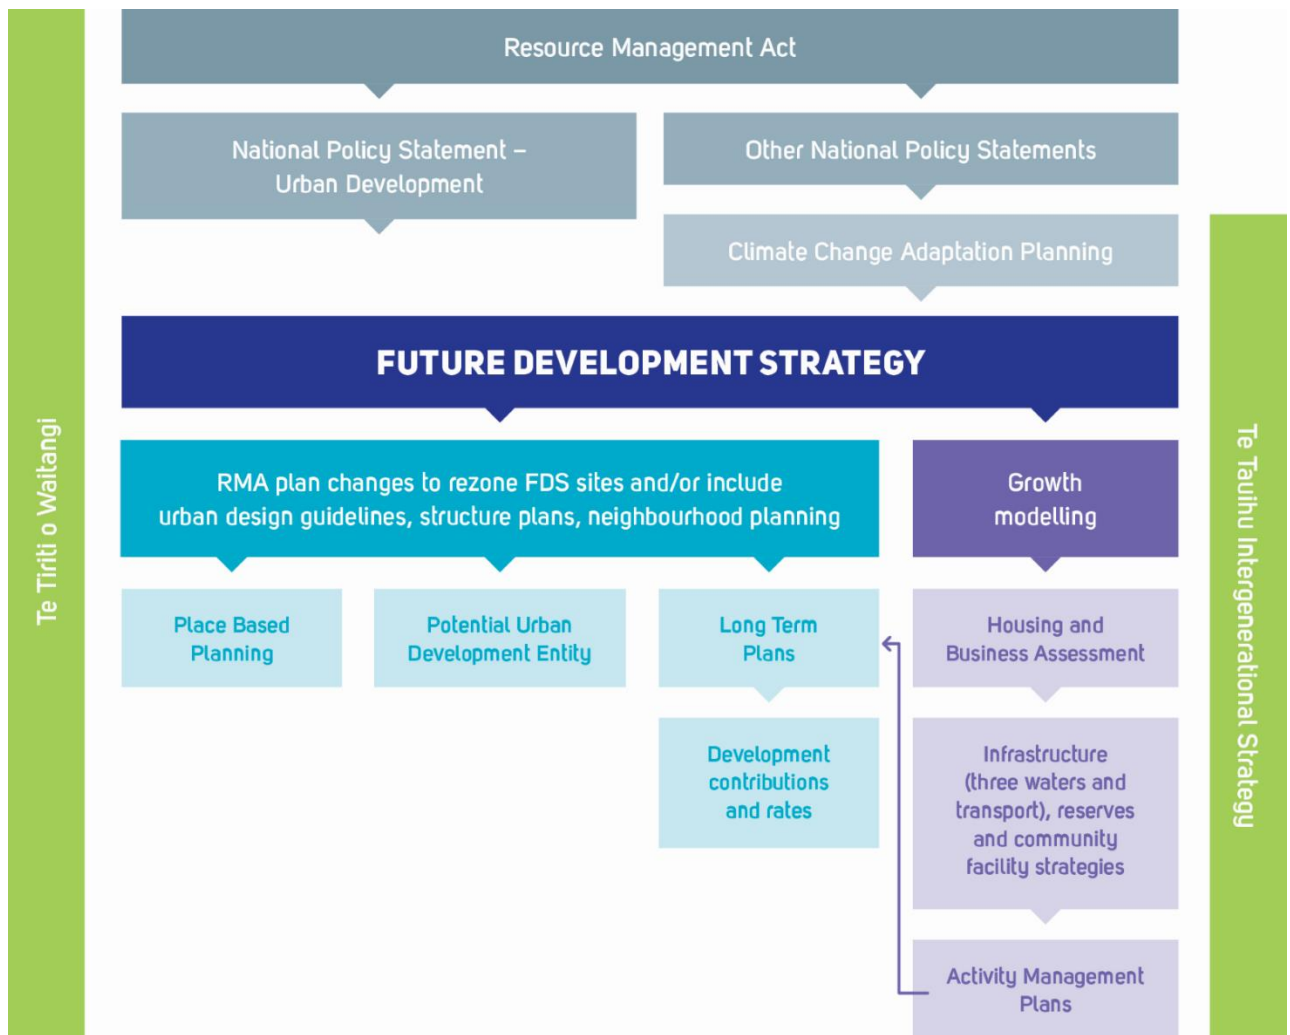 Resource Management Act
National Policy Statement –
Urban Development
Other National Policy Statements
Climate Change Adaptation Planning
FUTURE DEVELOPMENT STRATEGY
RMA plan changes to rezone FDS sites and/or include
urban design guidelines, structure plans, neighbourhood planning
Growth
modelling
Place Based
Planning
Potential Urban
Development Entity
Long Term
Plans
Housing and
Business Assessment
Development
contributions
and rates
Infrastructure
(three waters and
transport), reserves
and community
facility strategies
Activity Management
Plans
Te Tiriti o Waitangi
Te Tauihu Intergenerational Strategy